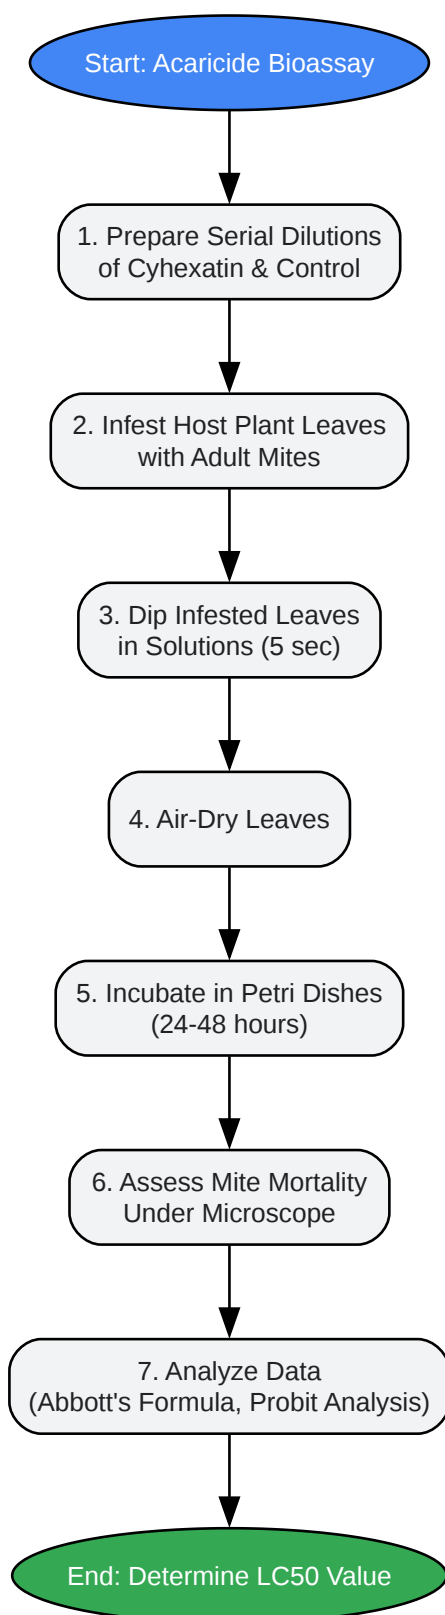 Start: Acaricide Bioassay
1. Prepare Serial Dilutions
of Cyhexatin & Control
2. Infest Host Plant Leaves
with Adult Mites
3. Dip Infested Leaves
in Solutions (5 sec)
4. Air-Dry Leaves
5. Incubate in Petri Dishes
(24-48 hours)
6. Assess Mite Mortality
Under Microscope
7. Analyze Data
(Abbott's Formula, Probit Analysis)
End: Determine LC50 Value